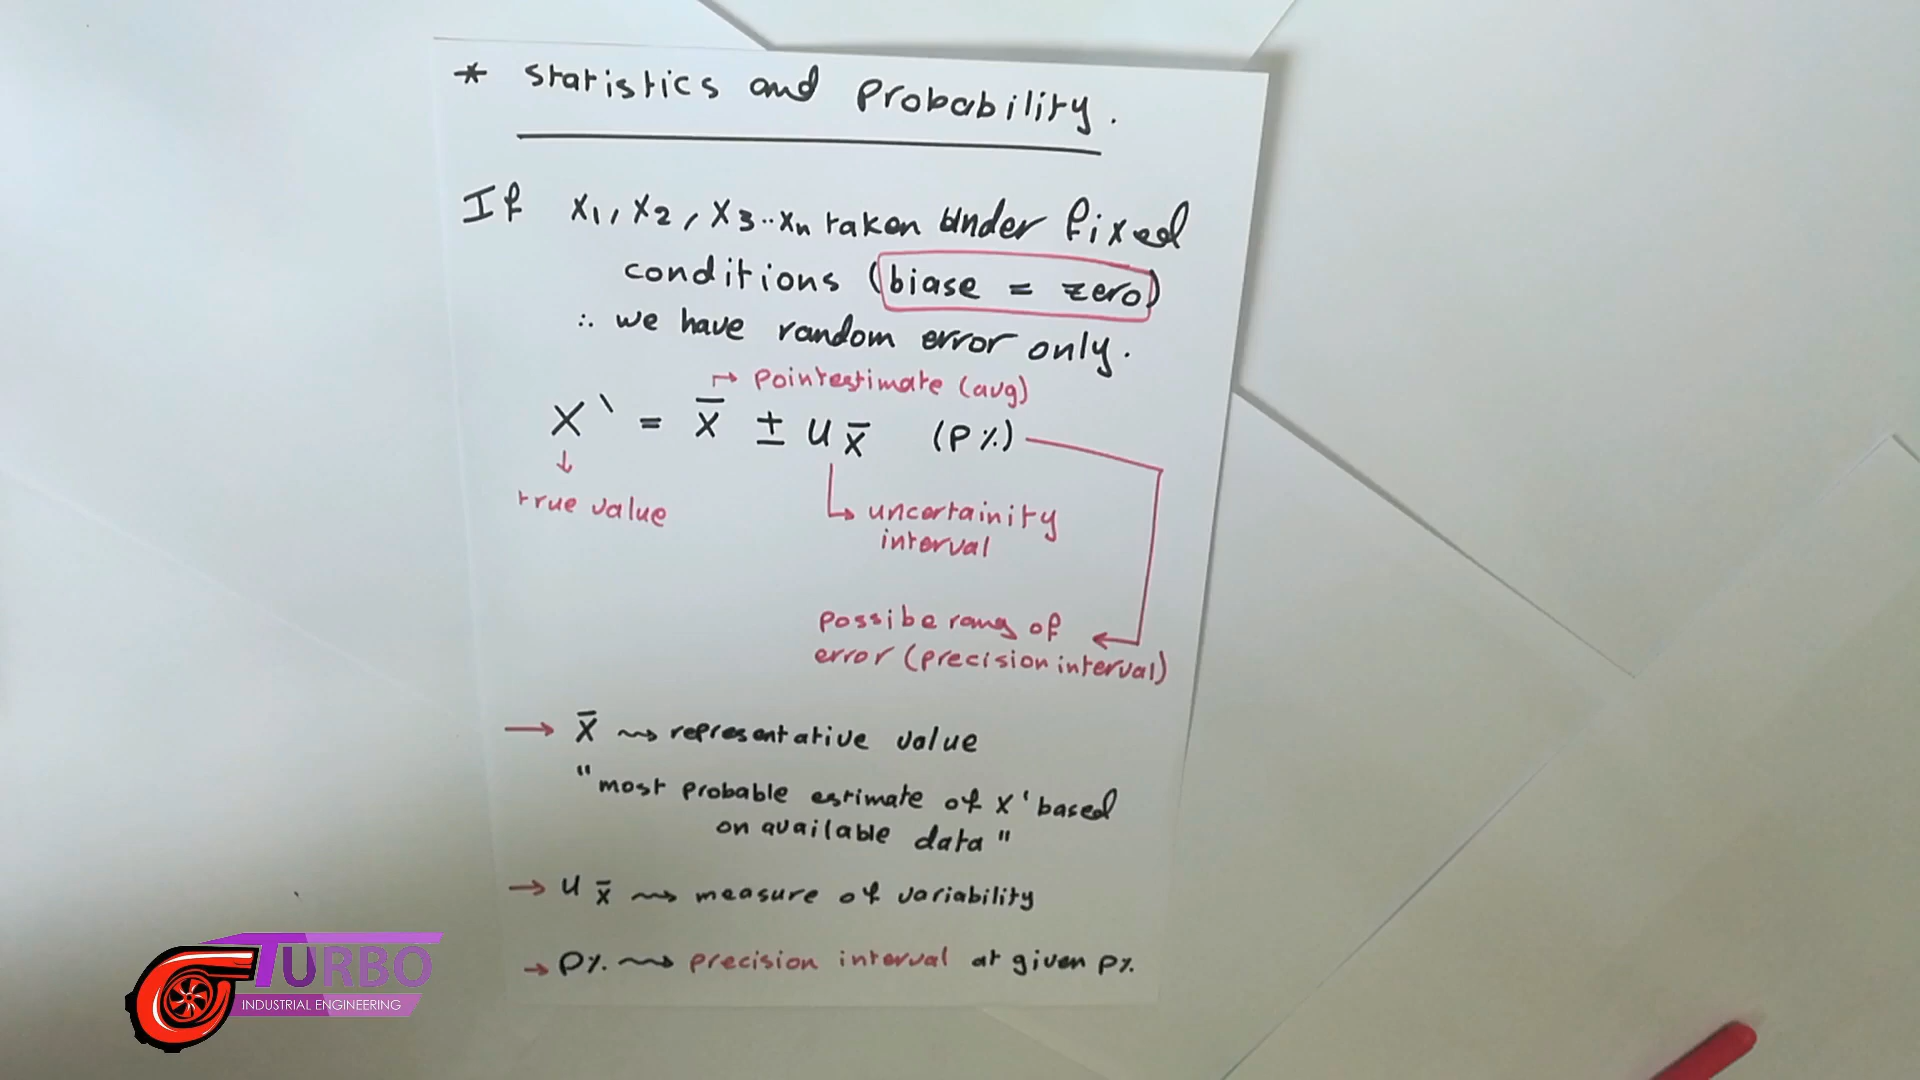 * Statistics and Probability.
If x1, x2, x3..xn taken under fixed
conditions (biase = zero)
∴ we have random error only.
↱ pointestimate (avg)
X` = x̄ ± u x̄ (P %)
↓
true value
↳ uncertainity
interval
possibe rang of
error (precision interval)
→ x̄ ⇝ representative value
"most probable estimate of x' based
on available data"
→ u x̄ ⇝ measure of variability
→ P% ⇝ precision interval at given p%
TURBO
INDUSTRIAL ENGINEERING